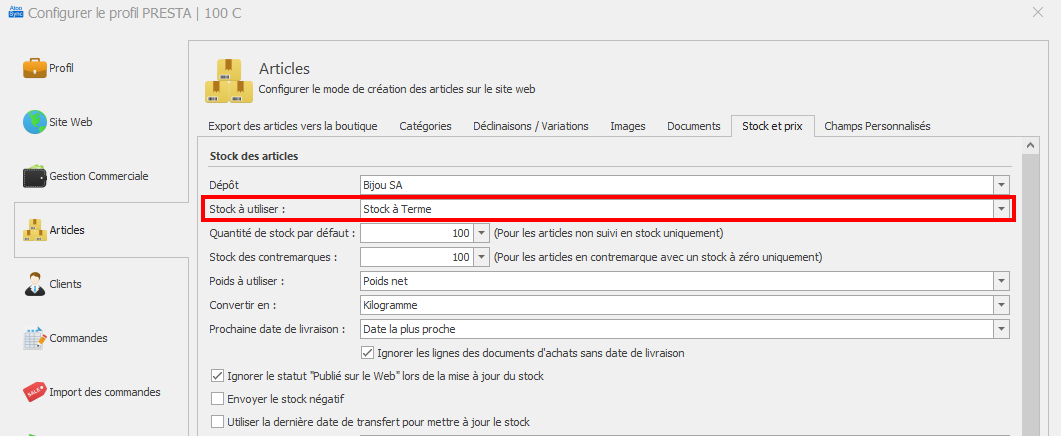 Atoo Sync
Configurer le profil PRESTA | 100 C
Profil
Site Web
Gestion Commerciale
Articles
Clients
Commandes
Import des commandes
SALE
Articles
Configurer le mode de création des articles sur le site web
Export des articles vers la boutique Catégories Déclinaisons / Variations Images Documents Stock et prix Champs Personnalisés
Stock des articles
Dépôt Bijou SA
Stock à utiliser : Stock à Terme
Quantité de stock par défaut : 100 (Pour les articles non suivi en stock uniquement)
Stock des contremarques : 100 (Pour les articles en contremarque avec un stock à zéro uniquement)
Poids à utiliser : Poids net
Convertir en : Kilogramme
Prochaine date de livraison : Date la plus proche
Ignorer les lignes des documents d'achats sans date de livraison
Ignorer le statut "Publié sur le Web" lors de la mise à jour du stock
Envoyer le stock négatif
Utiliser la dernière date de transfert pour mettre à jour le stock